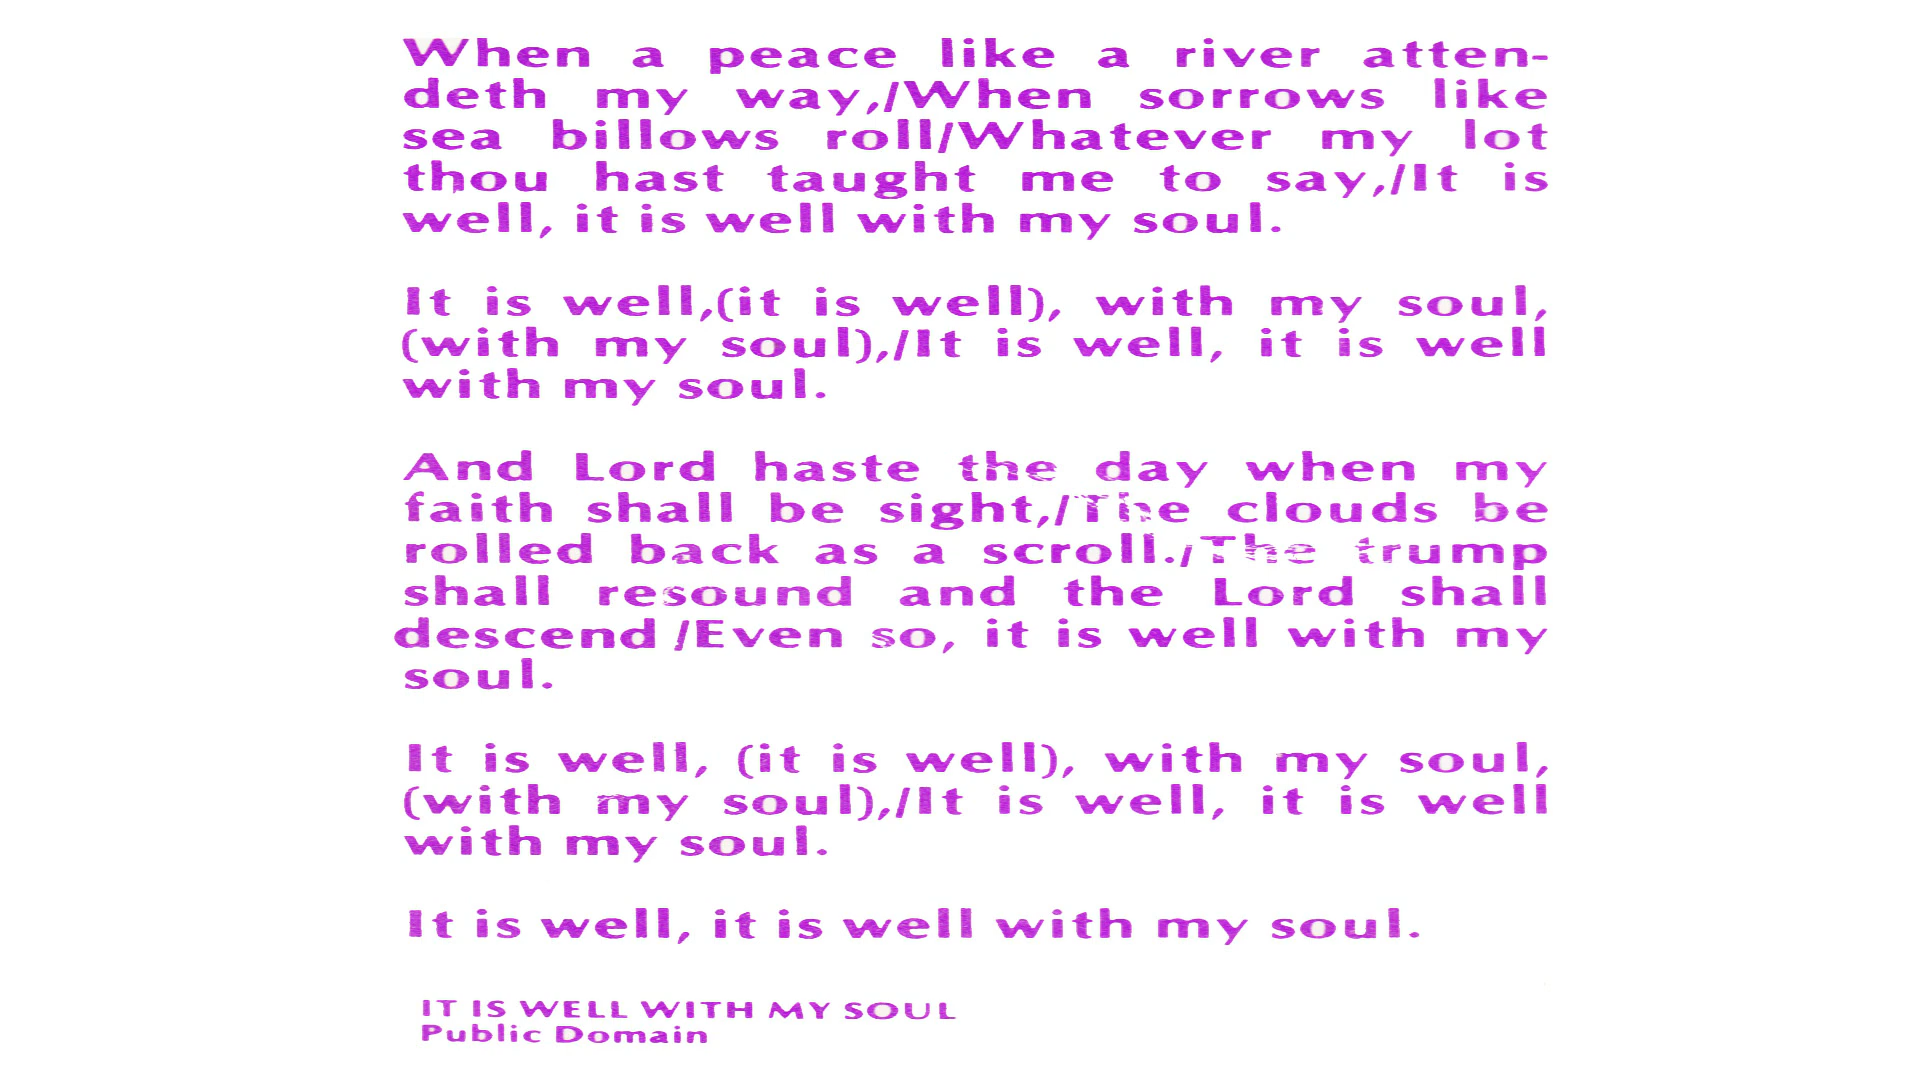 When a peace like a river atten-
deth my way,/When sorrows like
sea billows roll/Whatever my lot
thou hast taught me to say,/It is
well, it is well with my soul.
It is well,(it is well), with my soul,
(with my soul),/It is well, it is well
with my soul.
And Lord haste the day when my
faith shall be sight,/The clouds be
rolled back as a scroll./The trump
shall resound and the Lord shall
descend /Even so, it is well with my
soul.
It is well, (it is well), with my soul,
(with my soul),/It is well, it is well
with my soul.
It is well, it is well with my soul.
IT IS WELL WITH MY SOUL
Public Domain